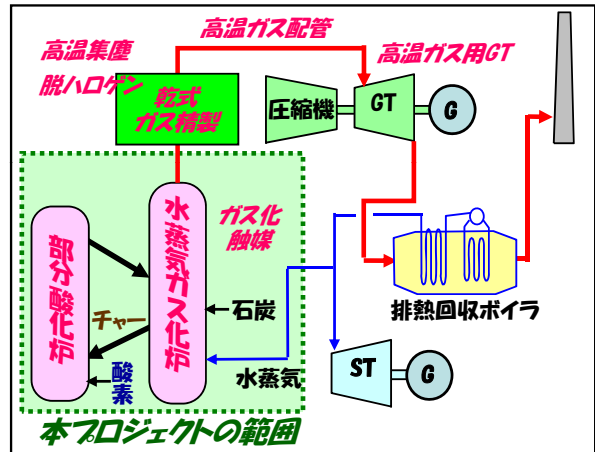 高温ガス配管
高温集塵
脱ハロゲン
高温ガス用GT
乾式
ガス精製
圧縮機
GT
G
水蒸気ガス化炉
ガス化
触媒
部分酸化炉
チャー
石炭
酸素
水蒸気
排熱回収ボイラ
ST
G
本プロジェクトの範囲